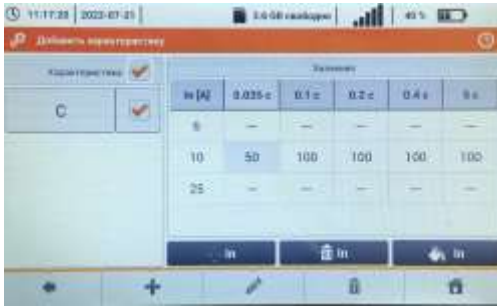 11:17:20 2022-07-21 3.6 GB свободно 40 %
Добавить характеристику
Характеристика
Значения
In [A] 0.035 с 0.1 с 0.2 с 0.4 с 5 с
C
6 --- --- --- --- ---
10 50 100 100 100 100
25 --- --- --- --- ---
In In In